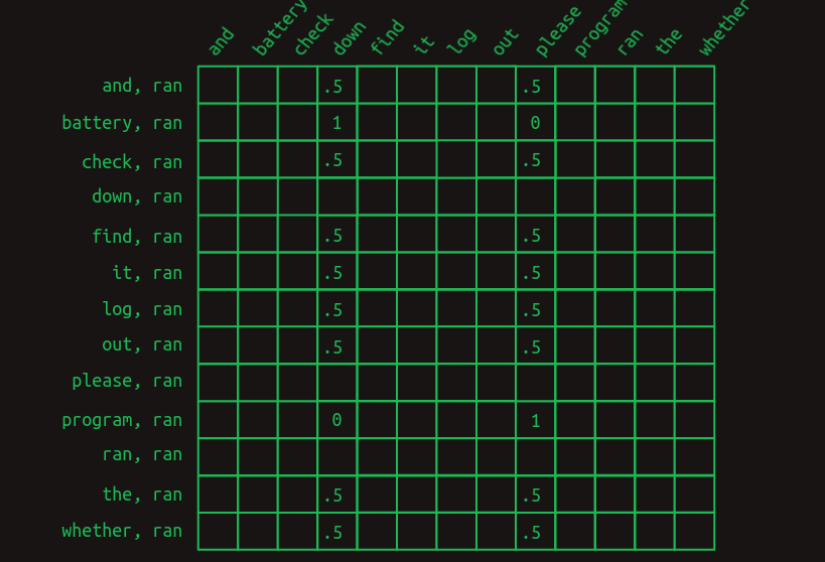 and battery check down find it log out please program ran the whether
and, ran .5 .5
battery, ran 1 0
check, ran .5 .5
down, ran
find, ran .5 .5
it, ran .5 .5
log, ran .5 .5
out, ran .5 .5
please, ran
program, ran 0 1
ran, ran
the, ran .5 .5
whether, ran .5 .5